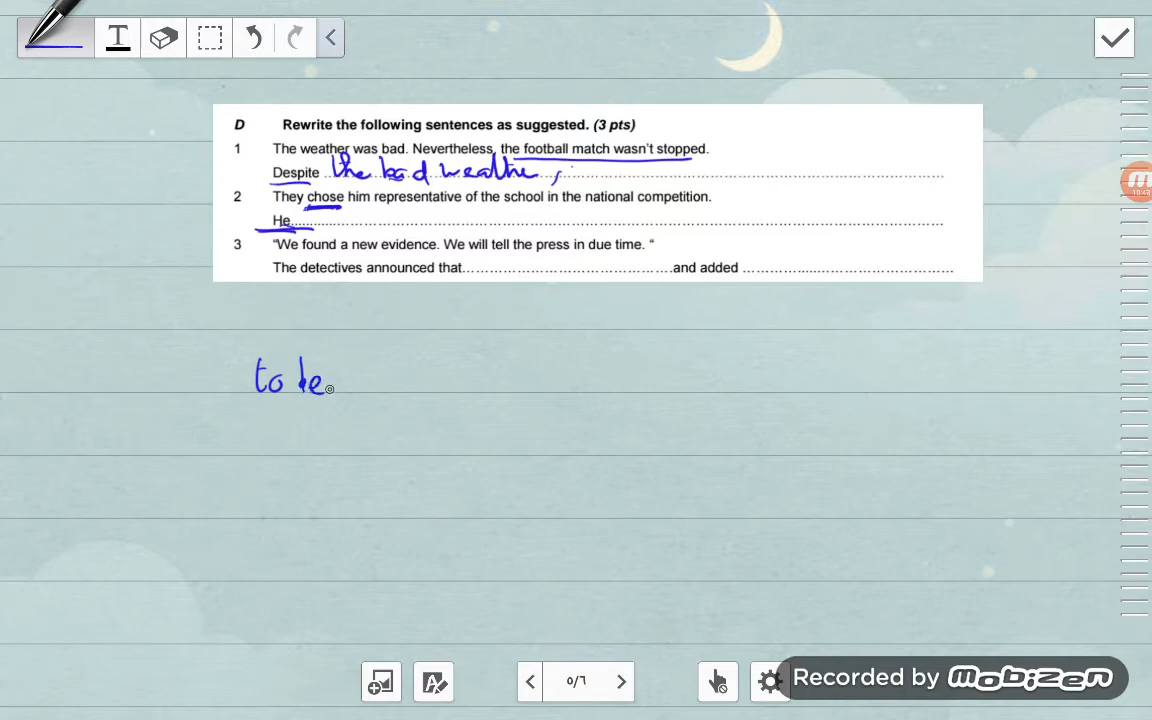 T
D Rewrite the following sentences as suggested. (3 pts)
1 The weather was bad. Nevertheless, the football match wasn't stopped.
Despite the bad weathe,
2 They chose him representative of the school in the national competition.
He
3 “We found a new evidence. We will tell the press in due time. “
The detectives announced that and added
to be
٥/٦
Recorded by mobizen